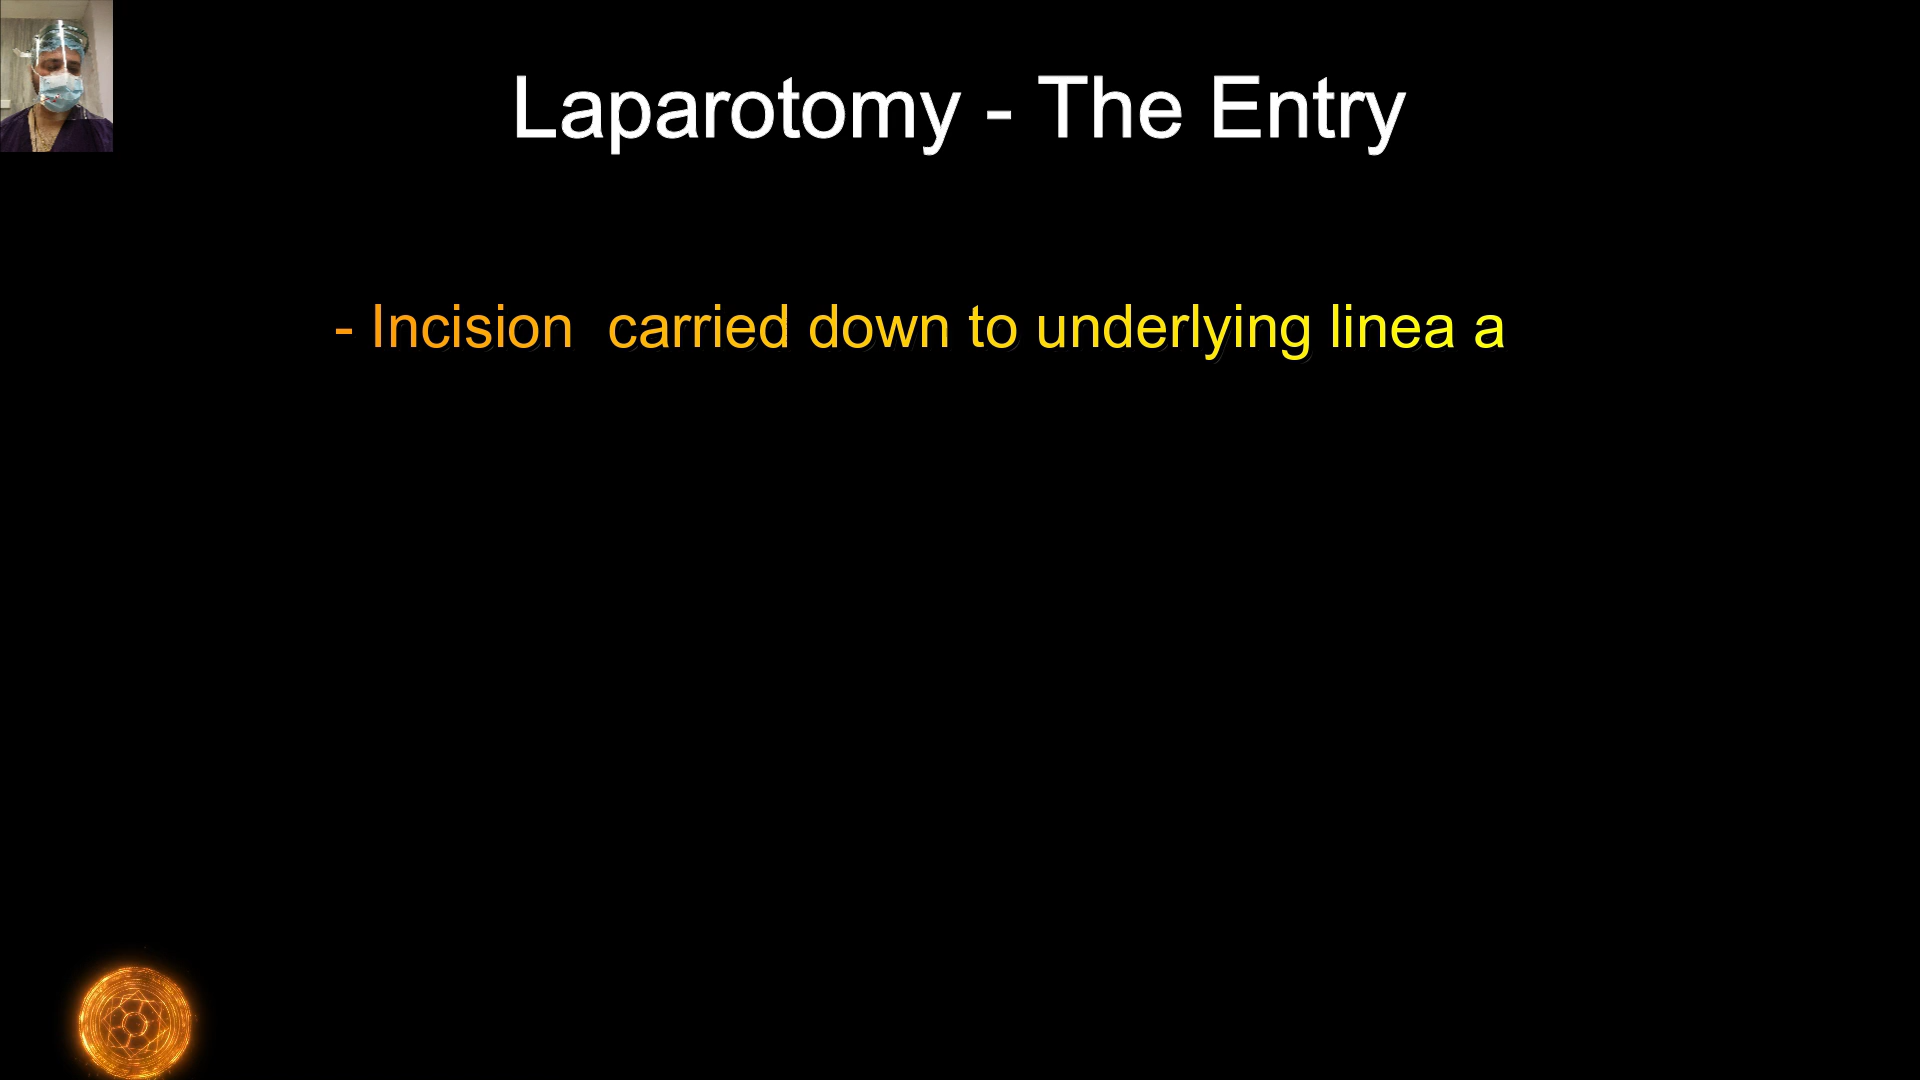 Laparotomy - The Entry
- Incision  carried down to underlying linea a